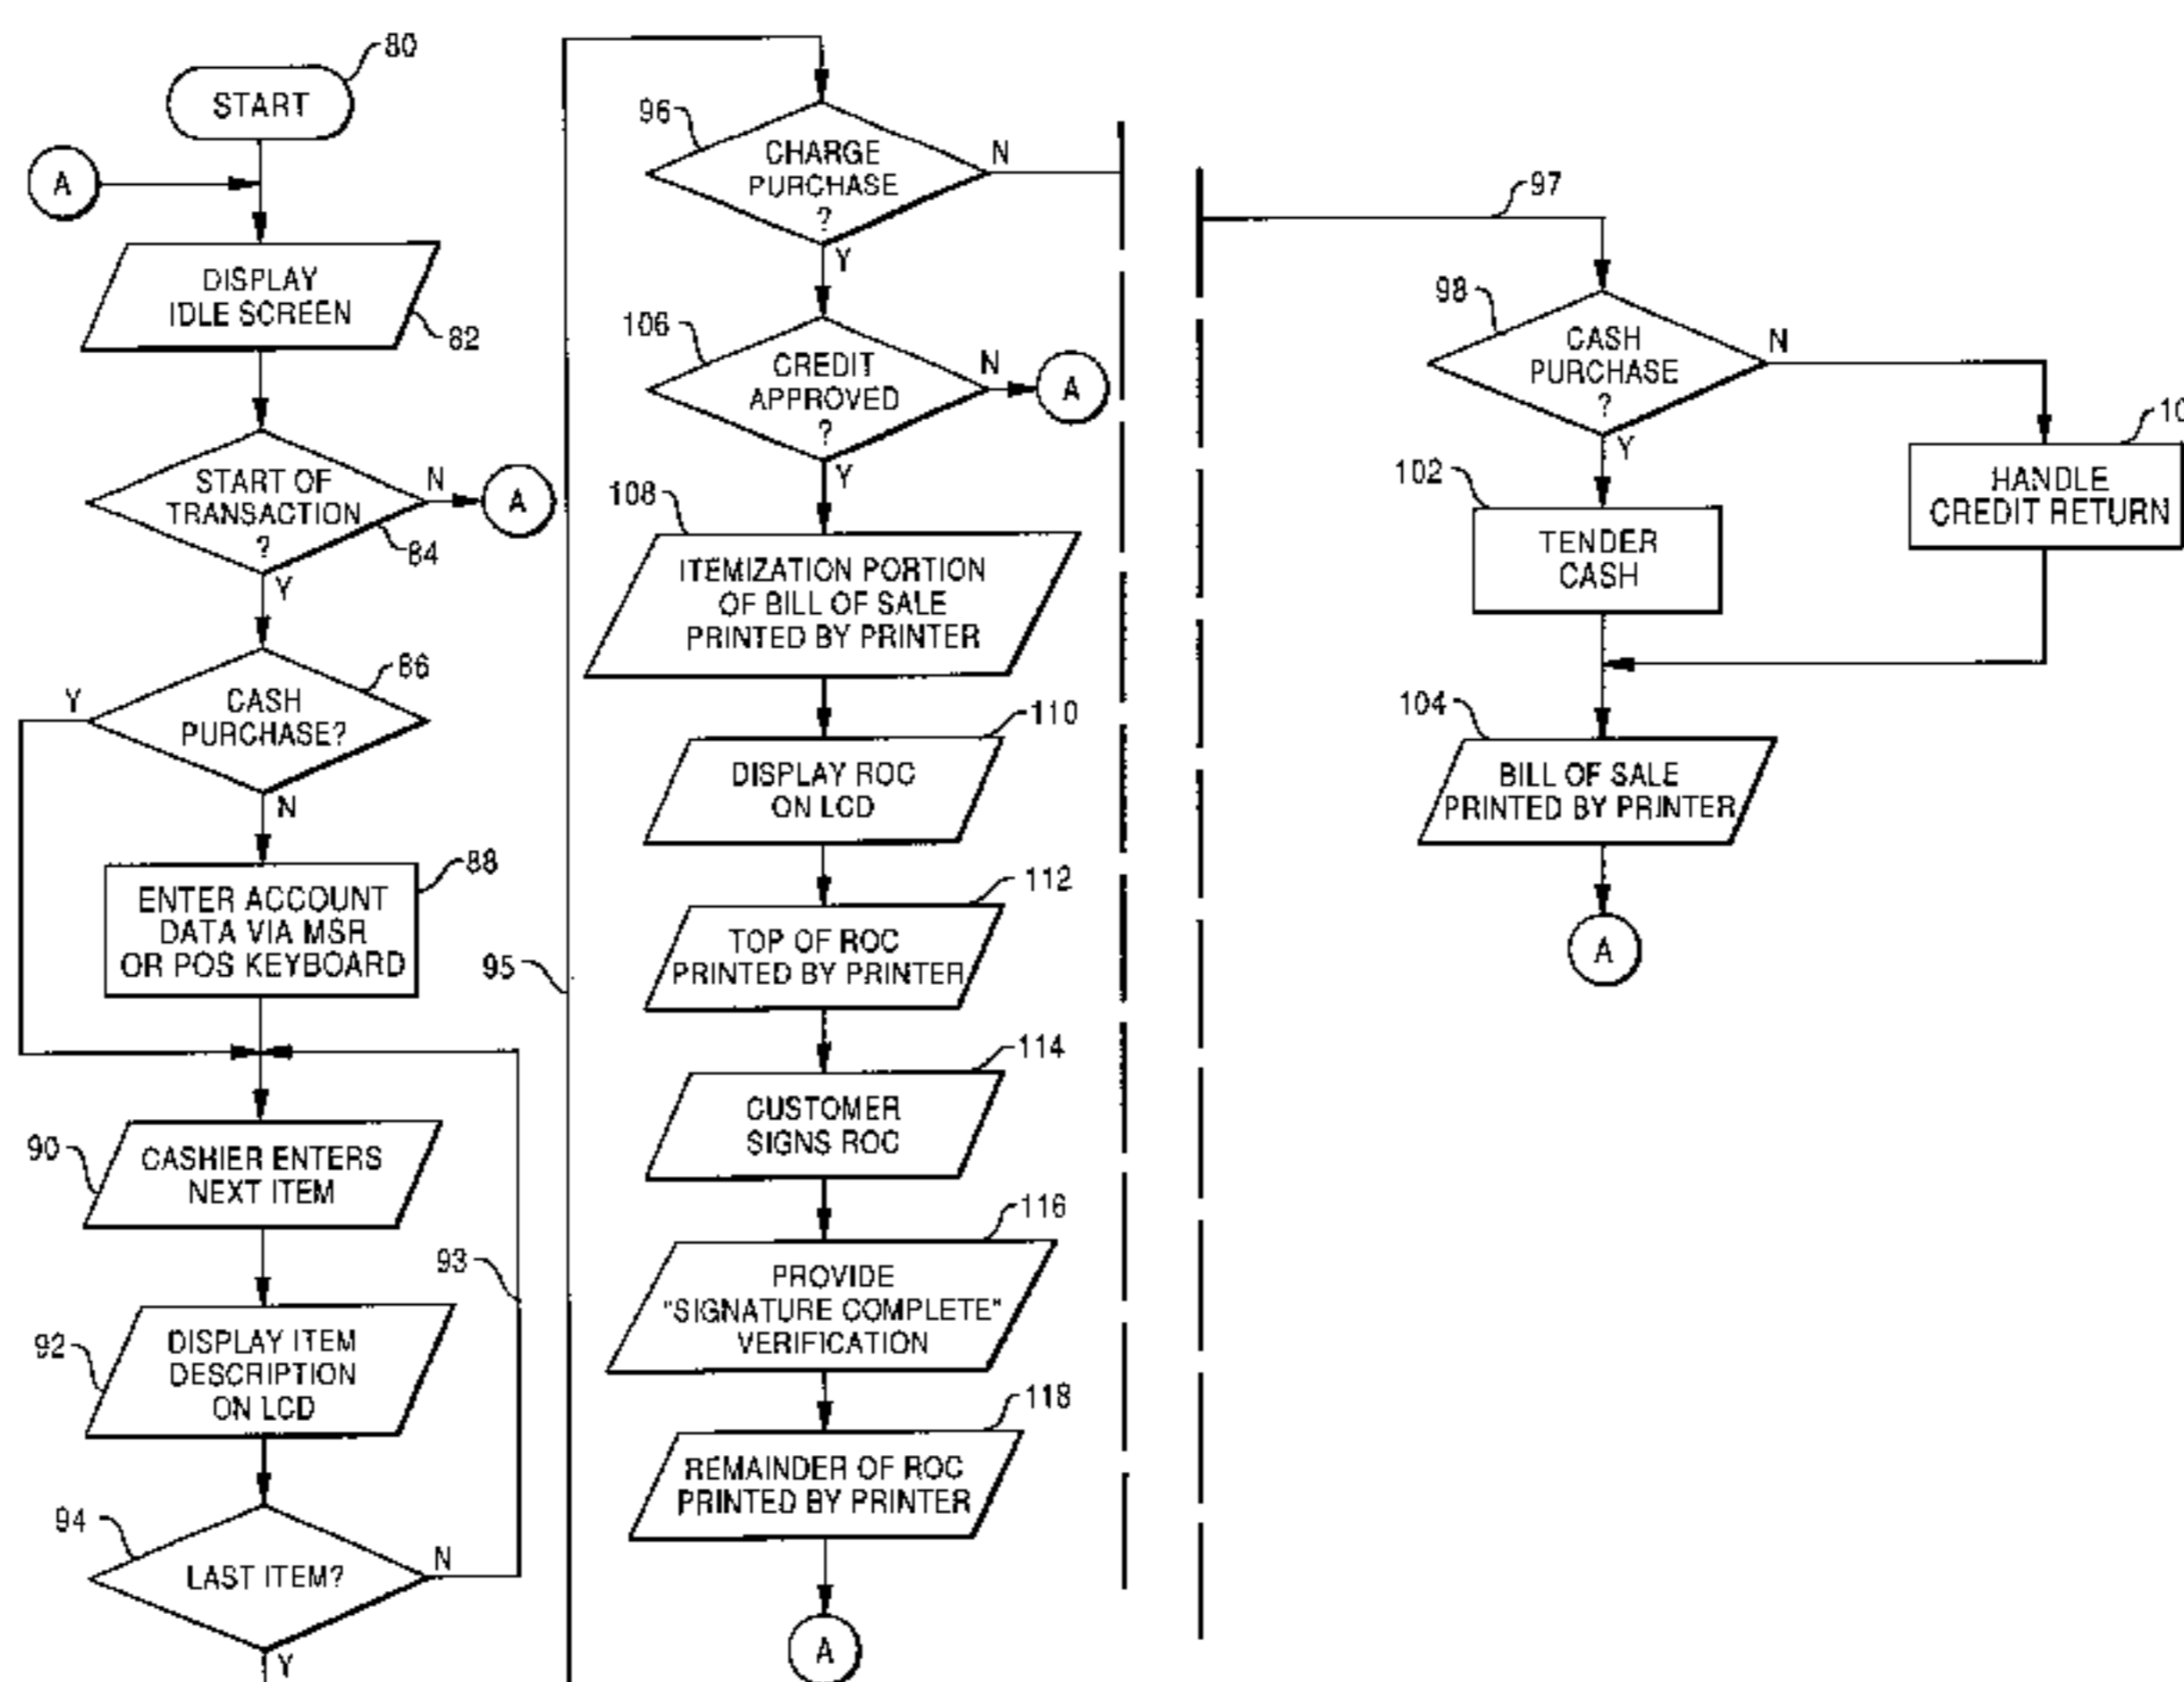 80
START
A
DISPLAY
IDLE SCREEN
82
START OF
TRANSACTION
?
N
A
84
Y
86
Y
CASH
PURCHASE?
N
88
ENTER ACCOUNT
DATA VIA MSR
OR POS KEYBOARD
90
CASHIER ENTERS
NEXT ITEM
93
92
DISPLAY ITEM
DESCRIPTION
ON LCD
94
LAST ITEM?
N
Y
95
96
CHARGE
PURCHASE
?
N
Y
106
CREDIT
APPROVED
?
N
A
Y
108
ITEMIZATION PORTION
OF BILL OF SALE
PRINTED BY PRINTER
110
DISPLAY ROC
ON LCD
112
TOP OF ROC
PRINTED BY PRINTER
114
CUSTOMER
SIGNS ROC
116
PROVIDE
"SIGNATURE COMPLETE"
VERIFICATION
118
REMAINDER OF ROC
PRINTED BY PRINTER
A
97
98
CASH
PURCHASE
?
N
Y
102
TENDER
CASH
HANDLE
CREDIT RETURN
104
BILL OF SALE
PRINTED BY PRINTER
A